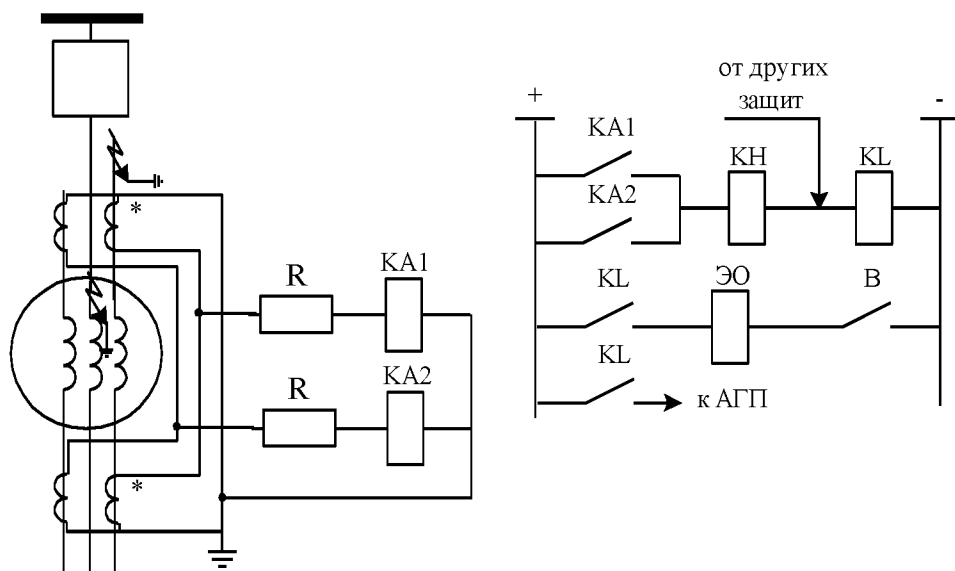 *
R
KA1
R
KA2
*
от других
защит
+
-
KA1
KH
KL
KA2
KL
ЭО
В
KL
к АГП